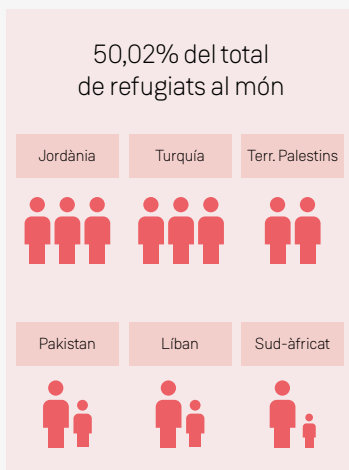 50,02% del total
de refugiats al món
Jordània
Turquía
Terr. Palestins
Pakistan
Líban
Sud-àfricat